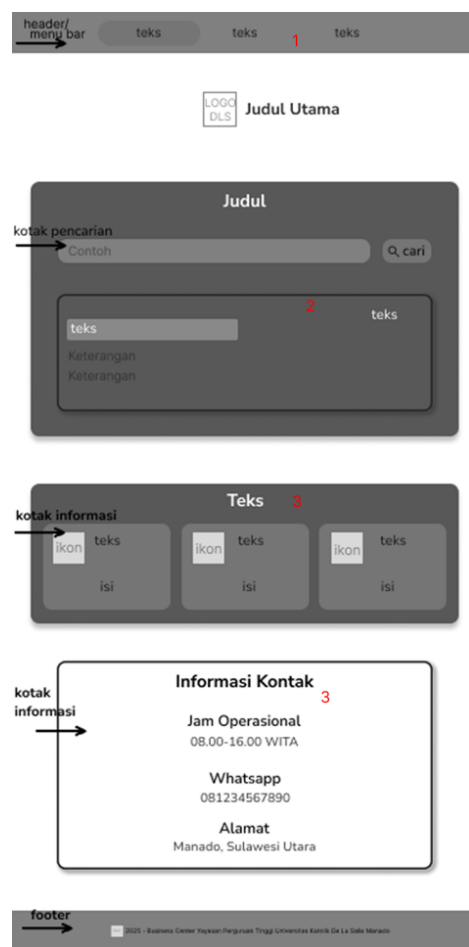 header/
menu bar
teks
teks
1
teks
LOGO
DLS
Judul Utama
Judul
kotak pencarian
Contoh
cari
2
teks
teks
Keterangan
Keterangan
Teks
3
kotak informasi
ikon
teks
isi
ikon
teks
isi
ikon
teks
isi
Informasi Kontak
3
kotak
informasi
Jam Operasional
08.00-16.00 WITA
Whatsapp
081234567890
Alamat
Manado, Sulawesi Utara
footer
2025 - Business Center Yayasan Perguruan Tinggi Universitas Katolik De La Salle Manado